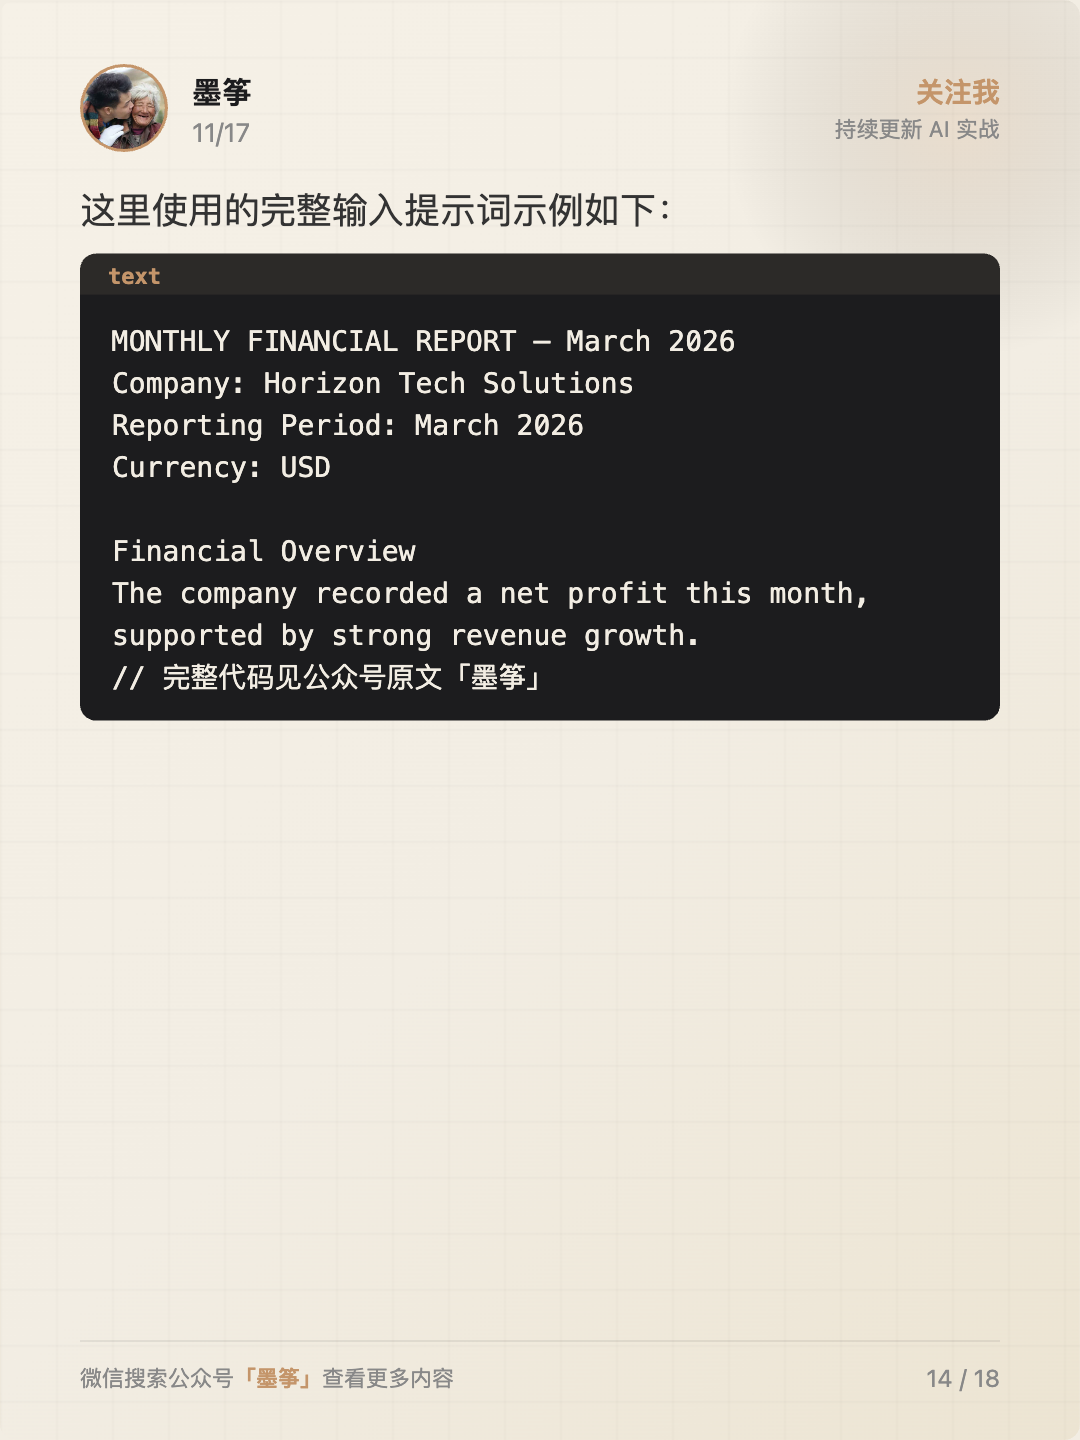 墨筝
11/17
关注我
持续更新 AI 实战
这里使用的完整输入提示词示例如下：
text
MONTHLY FINANCIAL REPORT — March 2026
Company: Horizon Tech Solutions
Reporting Period: March 2026
Currency: USD
Financial Overview
The company recorded a net profit this month,
supported by strong revenue growth.
// 完整代码见公众号原文「墨筝」
微信搜索公众号「墨筝」查看更多内容
14 / 18